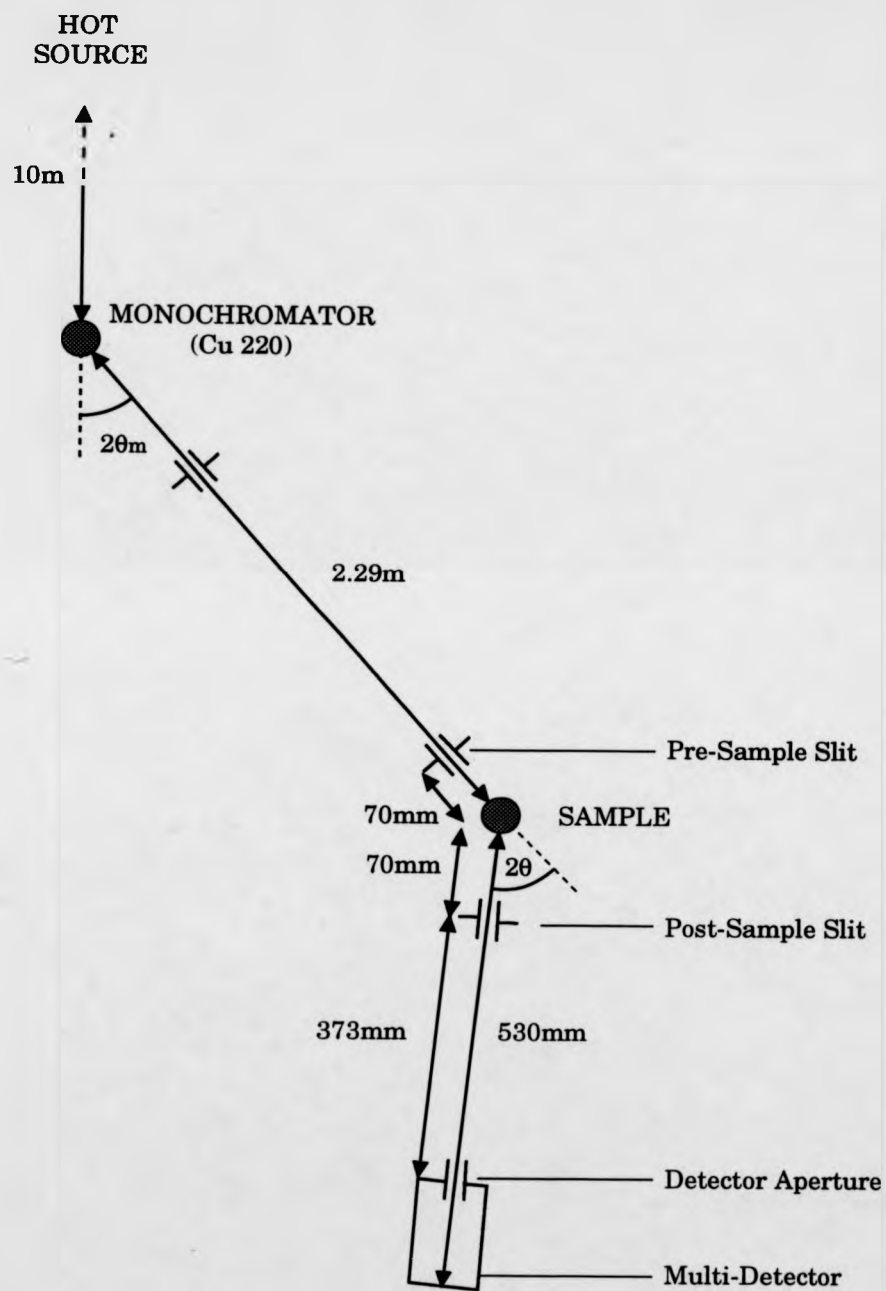 HOT
SOURCE
10m
MONOCHROMATOR
(Cu 220)
2θm
2.29m
Pre-Sample Slit
70mm
SAMPLE
70mm
2θ
Post-Sample Slit
373mm
530mm
Detector Aperture
Multi-Detector